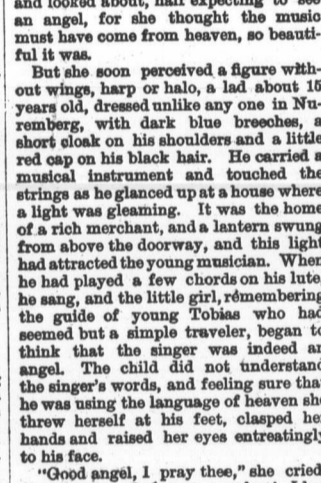 and looked about, half expecting to see
an angel, for she thought the music
must have come from heaven, so beauti-
ful it was.
But she soon perceived a figure with-
out wings, harp or halo, a lad about 15
years old, dressed unlike any one in Nu-
remberg, with dark blue breeches, a
short cloak on his shoulders and a little
red cap on his black hair. He carried a
musical instrument and touched the
strings as he glanced up at a house where
a light was gleaming. It was the home
of a rich merchant, and a lantern swung
from above the doorway, and this light
had attracted the young musician. When
he had played a few chords on his lute
he sang, and the little girl, remembering
the guide of young Tobias who had
seemed but a simple traveler, began to
think that the singer was indeed an
angel. The child did not understand
the singer's words, and feeling sure that
he was using the language of heaven she
threw herself at his feet, clasped her
hands and raised her eyes entreatingly
to his face.
"Good angel, I pray thee," she cried